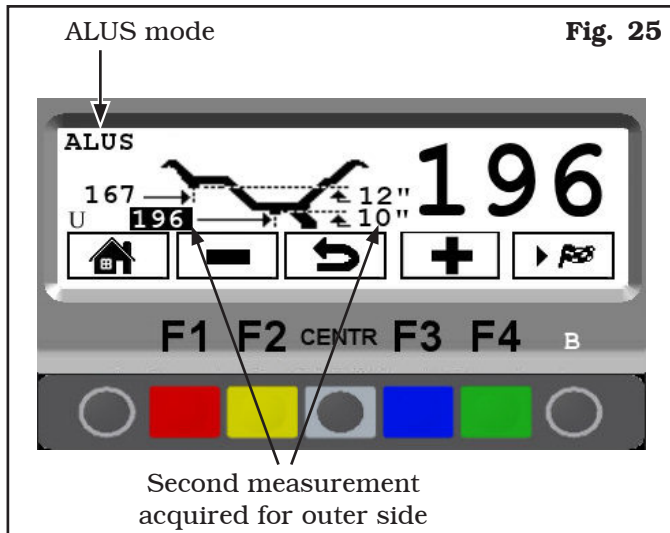 ALUS mode
Fig. 25
ALUS
167
12"
196
U 196
10"
F1 F2 CENTR F3 F4 B
Second measurement
acquired for outer side